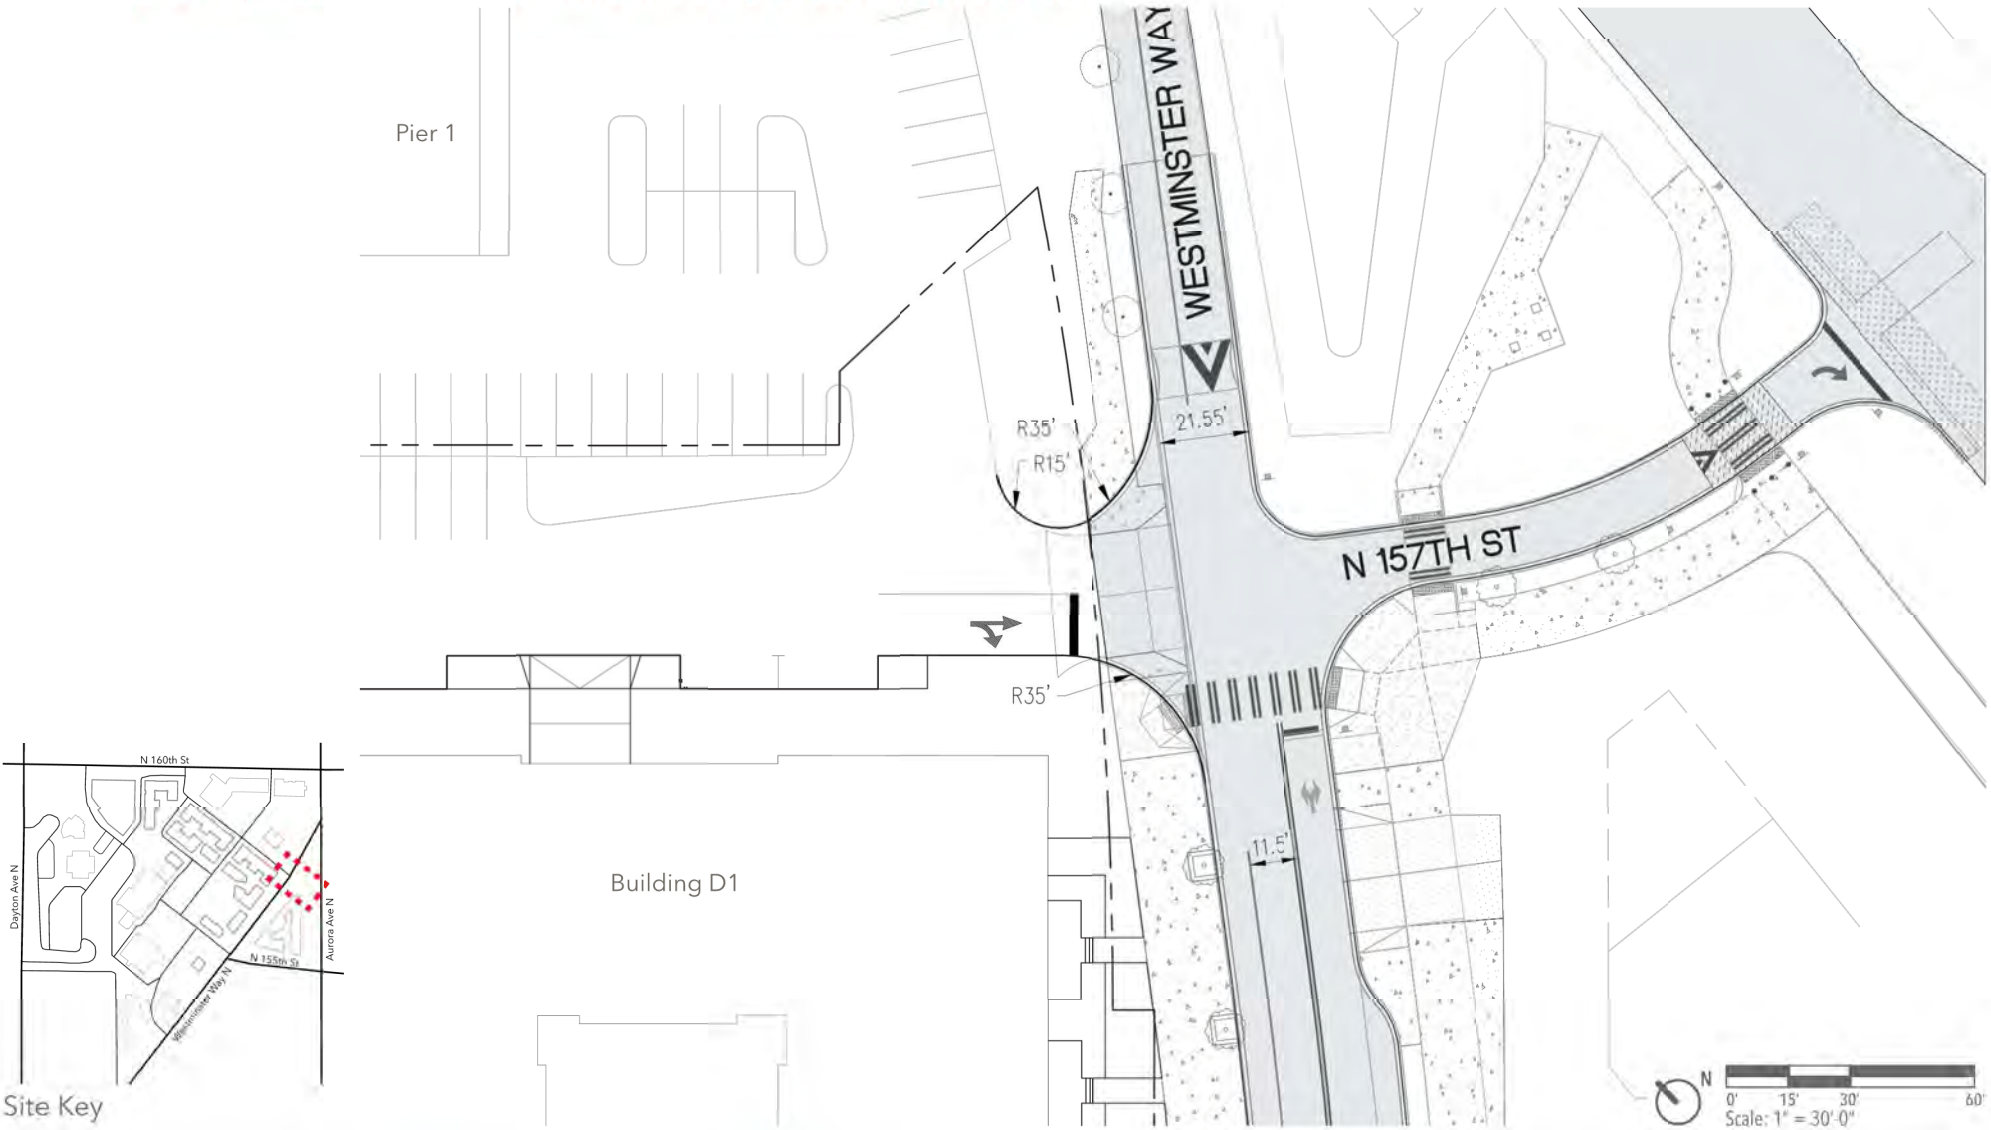 Pier 1
WESTMINSTER WAY
R35'
R15'
21.55'
N 157TH ST
R35'
11.5'
Building D1
N 160th St
Dayton Ave N
Aurora Ave N
N 155th St
Westminster Way N
Site Key
N
0' 15' 30' 60'
Scale: 1" = 30'-0"